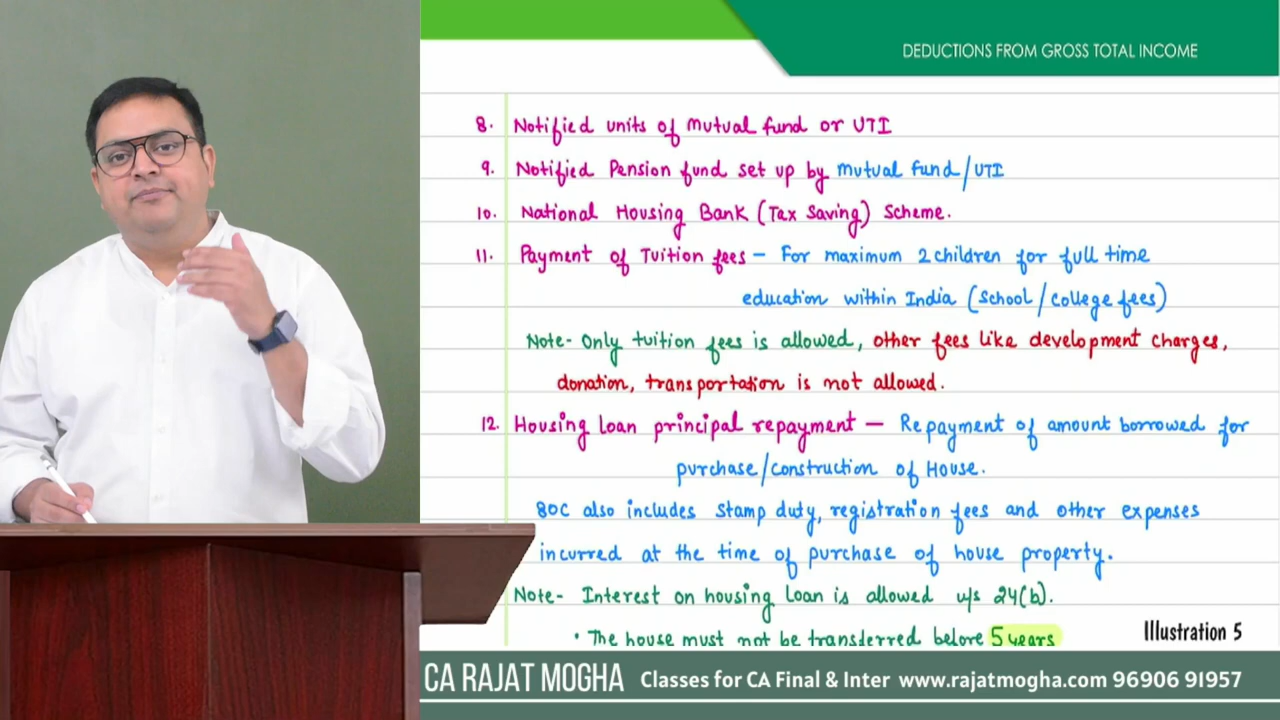 DEDUCTIONS FROM GROSS TOTAL INCOME
8. Notified units of mutual fund or UTI
9. Notified Pension fund set up by mutual fund/UTI
10. National Housing Bank (Tax Saving) Scheme.
11. Payment of Tuition fees – For maximum 2 children for full time
education within India (School/college fees)
Note- Only tuition fees is allowed, other fees like development charges,
donation, transportation is not allowed.
12. Housing loan principal repayment – Repayment of amount borrowed for
purchase/construction of House.
80C also includes stamp duty, registration fees and other expenses
incurred at the time of purchase of house property.
Note- Interest on housing loan is allowed u/s 24(b).
• The house must not be transferred before 5 years
Illustration 5
CA RAJAT MOGHA Classes for CA Final & Inter www.rajatmogha.com 96906 91957